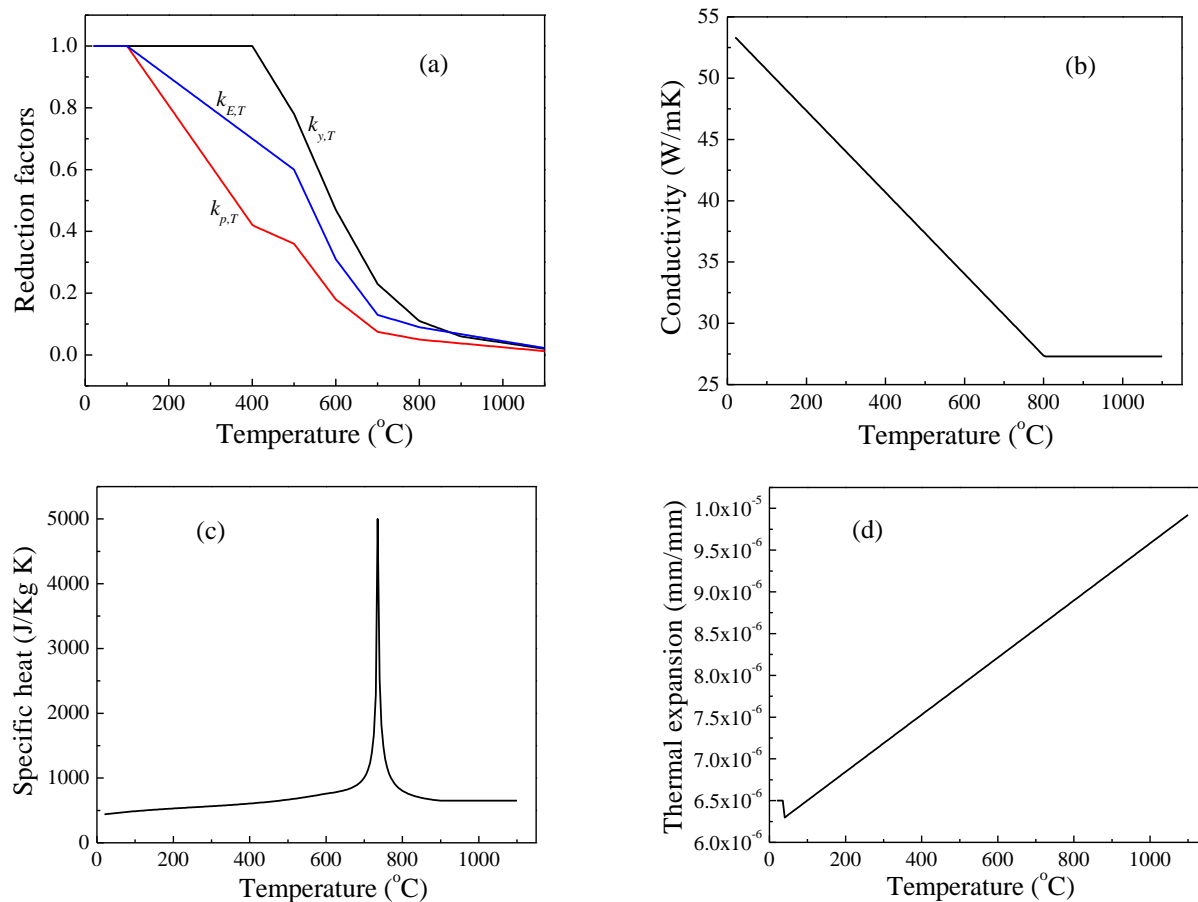 (a)
Reduction factors
1.0
0.8
0.6
0.4
0.2
0.0
k_{E,T}
k_{y,T}
k_{p,T}
0 200 400 600 800 1000
Temperature (°C)
(b)
Conductivity (W/mK)
55
50
45
40
35
30
25
0 200 400 600 800 1000
Temperature (°C)
(c)
Specific heat (J/Kg K)
5000
4000
3000
2000
1000
0
0 200 400 600 800 1000
Temperature (°C)
(d)
Thermal expansion (mm/mm)
1.0x10⁻⁵
9.5x10⁻⁶
9.0x10⁻⁶
8.5x10⁻⁶
8.0x10⁻⁶
7.5x10⁻⁶
7.0x10⁻⁶
6.5x10⁻⁶
6.0x10⁻⁶
0 200 400 600 800 1000
Temperature (°C)